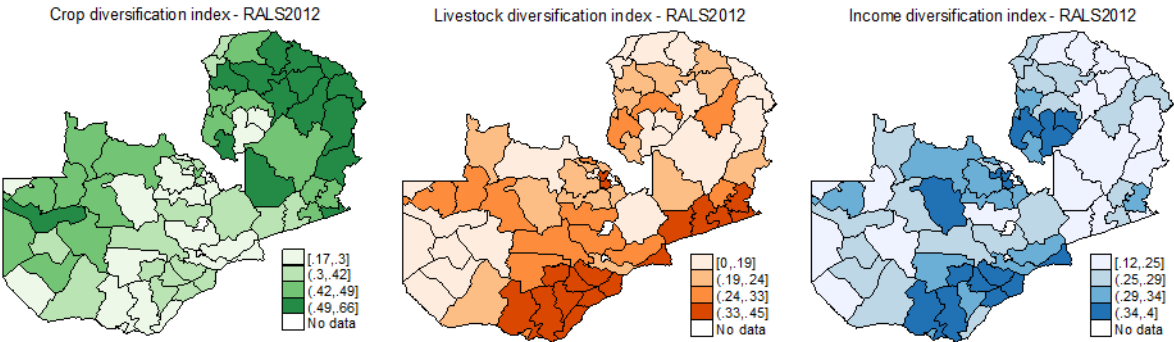 Crop diversification index - RALS2012
[.17,.3]
(.3,.42]
(.42,.49]
(.49,.66]
No data
Livestock diversification index - RALS2012
[0,.19]
(.19,.24]
(.24,.33]
(.33,.45]
No data
Income diversification index - RALS2012
[.12,.25]
(.25,.29]
(.29,.34]
(.34,.4]
No data